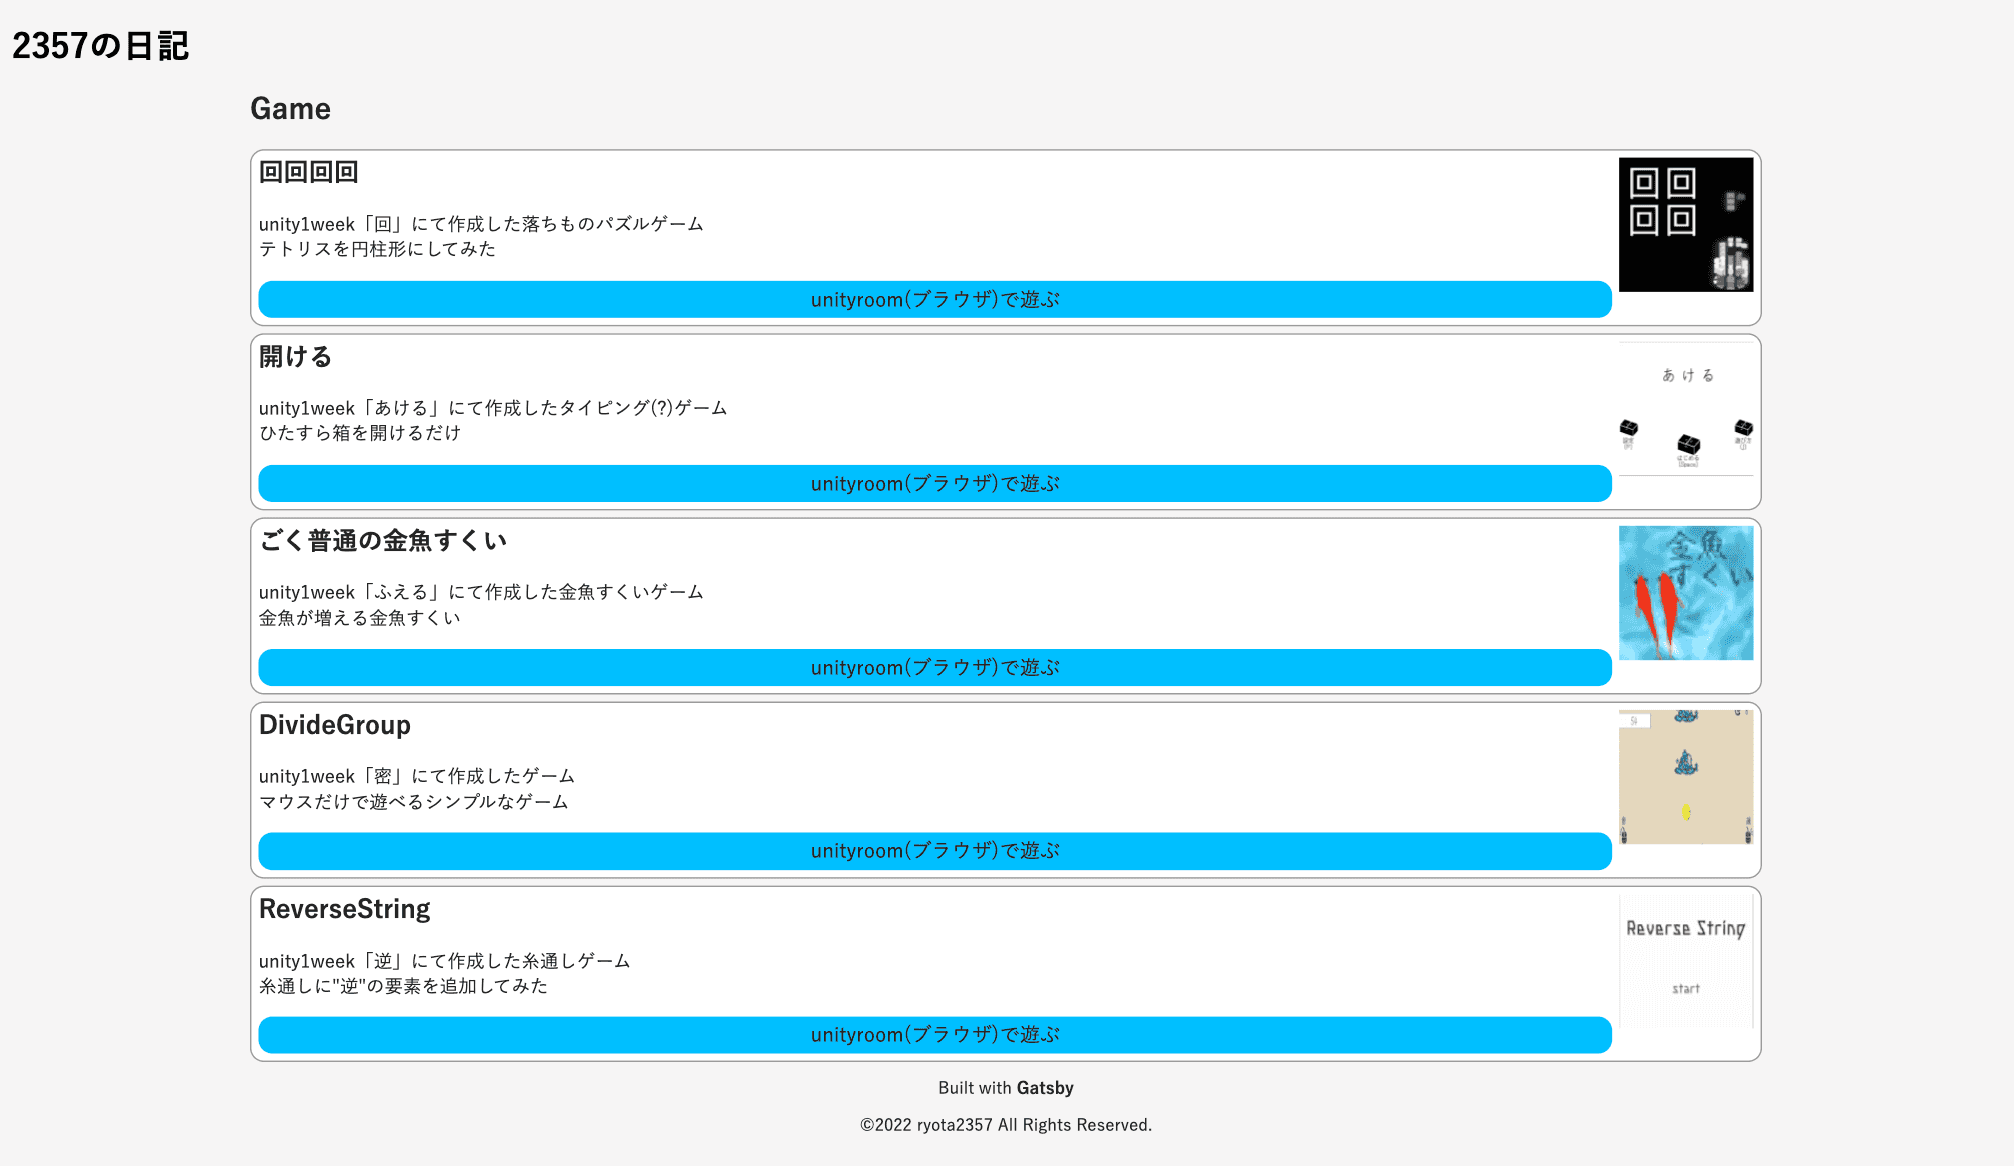 2357の日記
Game
回回回回
unity1week「回」にて作成した落ちものパズルゲーム
テトリスを円柱形にしてみた
unityroom(ブラウザ)で遊ぶ
回回
回回
開ける
unity1week「あける」にて作成したタイピング(?)ゲーム
ひたすら箱を開けるだけ
unityroom(ブラウザ)で遊ぶ
あける
はじめる
ごく普通の金魚すくい
unity1week「ふえる」にて作成した金魚すくいゲーム
金魚が増える金魚すくい
unityroom(ブラウザ)で遊ぶ
金魚
すくい
DivideGroup
unity1week「密」にて作成したゲーム
マウスだけで遊べるシンプルなゲーム
unityroom(ブラウザ)で遊ぶ
ReverseString
unity1week「逆」にて作成した糸通しゲーム
糸通しに"逆"の要素を追加してみた
unityroom(ブラウザ)で遊ぶ
Reverse String
start
Built with Gatsby
©2022 ryota2357 All Rights Reserved.